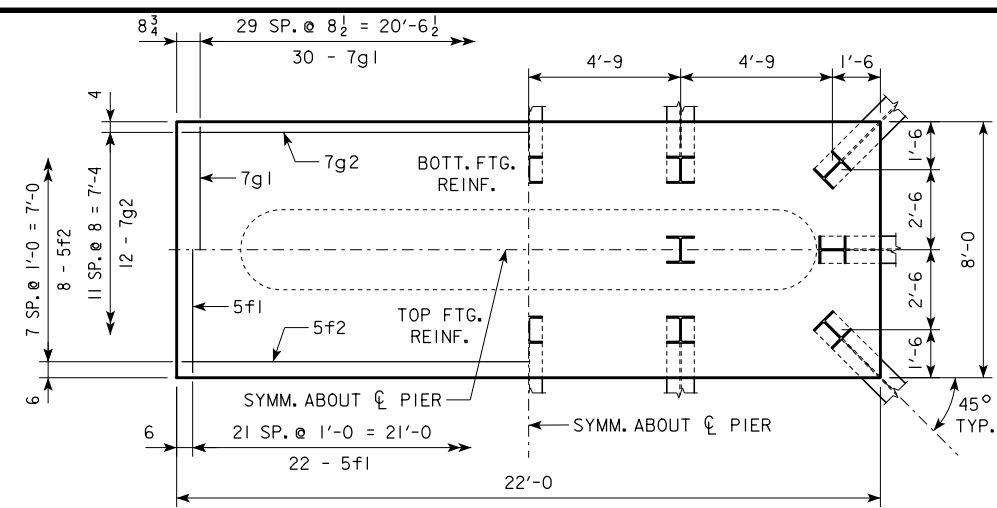 8 3/4
29 SP. @ 8 1/2 = 20'-6 1/2
30 - 7g1
4'-9
4'-9
1'-6
4
7g2
7g1
BOTT. FTG.
REINF.
1'-6
2'-6
8'-0
2'-6
1'-6
7 SP. @ 1'-0 = 7'-0
8 - 5f2
11 SP. @ 8 = 7'-4
12 - 7g2
5f1
5f2
TOP FTG.
REINF.
6
SYMM. ABOUT ℄ PIER
SYMM. ABOUT ℄ PIER
45°
TYP.
6
21 SP. @ 1'-0 = 21'-0
22 - 5f1
22'-0